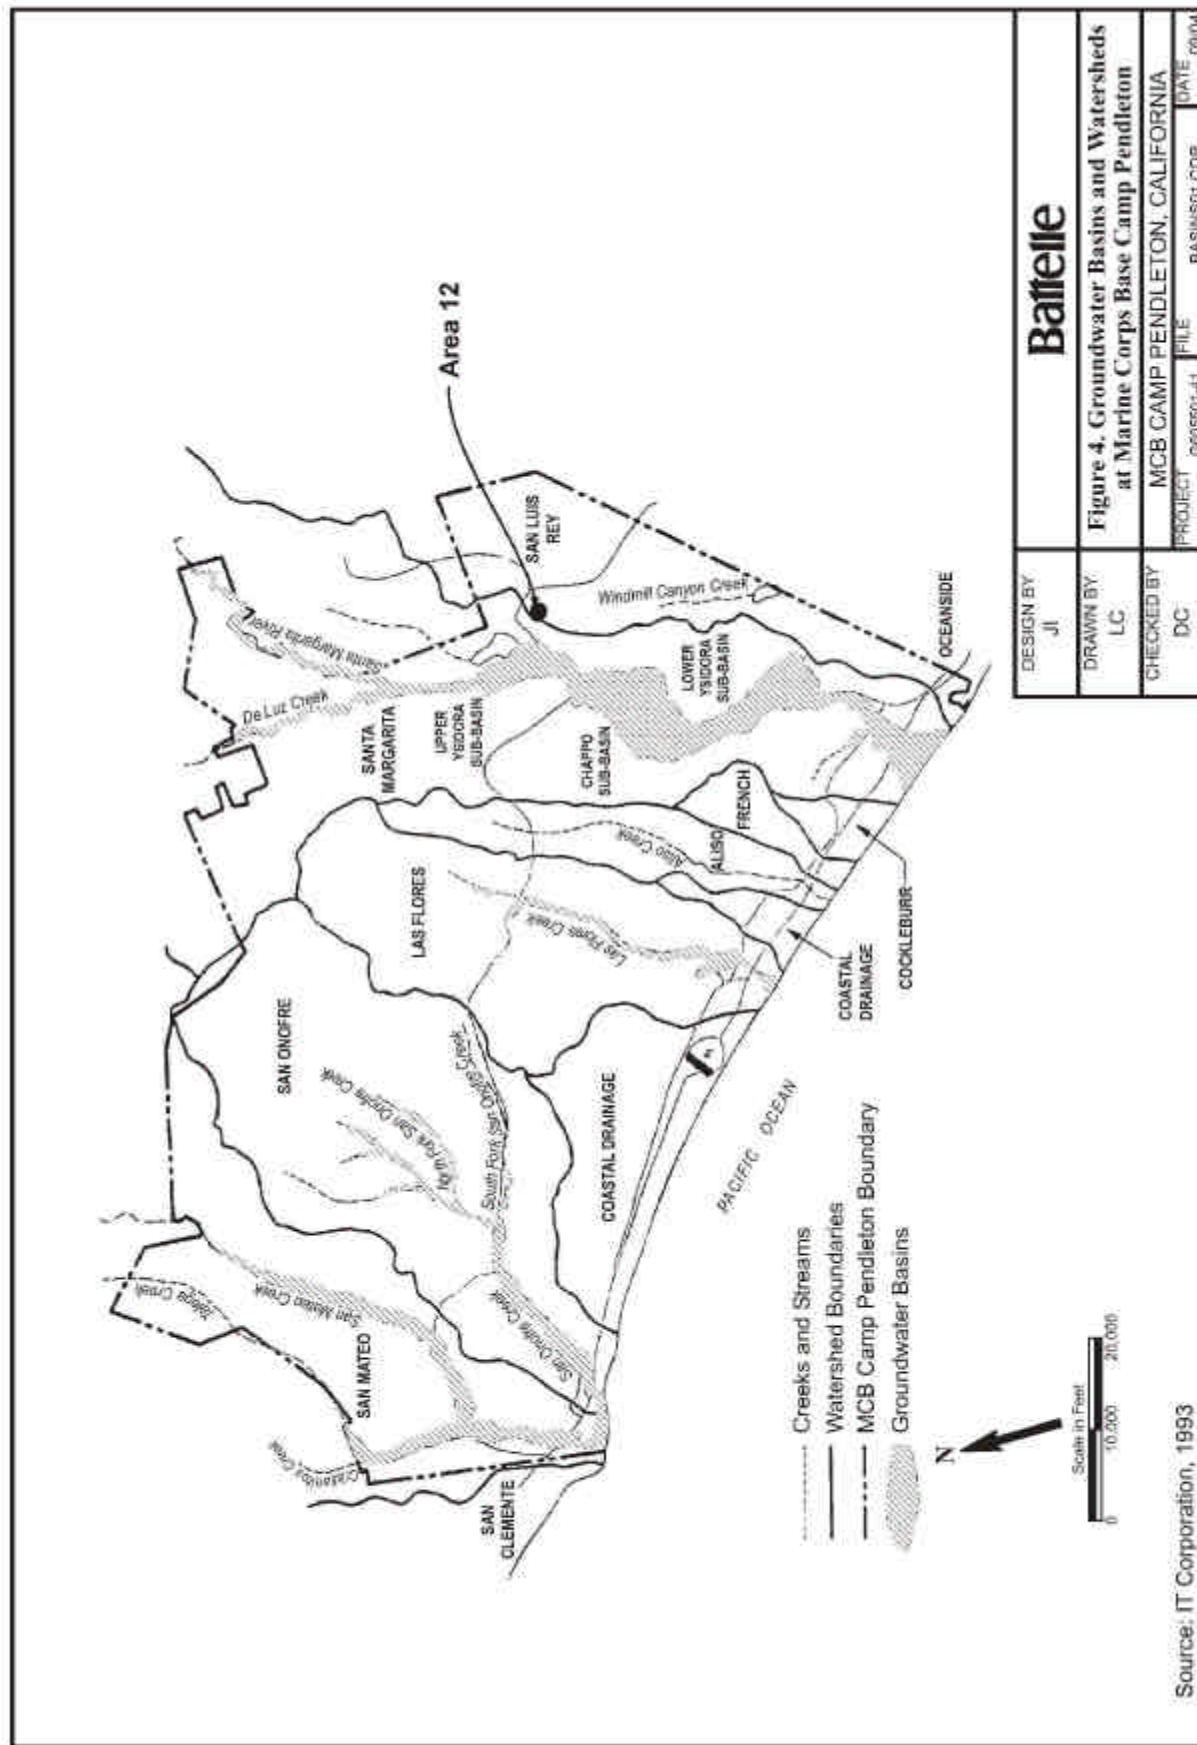 Area 12
SAN LUIS
REY
Windmill Canyon Creek
OCEANSIDE
Santa Margarita River
De Luz Creek
SANTA
MARGARITA
UPPER
YSIDORA
SUB-BASIN
LOWER
YSIDORA
SUB-BASIN
CHAPPO
SUB-BASIN
FRENCH
ALISO
Aliso Creek
LAS FLORES
Las Flores Creek
COCKLEBURR
COASTAL
DRAINAGE
SAN ONOFRE
North Fork San Onofre Creek
South Fork San Onofre Creek
COASTAL DRAINAGE
5
PACIFIC OCEAN
Talega Creek
San Mateo Creek
SAN MATEO
San Onofre Creek
Cristianitos Creek
SAN
CLEMENTE
Creeks and Streams
Watershed Boundaries
MCB Camp Pendleton Boundary
Groundwater Basins
N
Scale in Feet
0 10,000 20,000
Source: IT Corporation, 1993
DESIGN BY
JI
DRAWN BY
LC
CHECKED BY
DC
Battelle
Figure 4. Groundwater Basins and Watersheds
at Marine Corps Base Camp Pendleton
MCB CAMP PENDLETON, CALIFORNIA
PROJECT FILE DATE 09/04